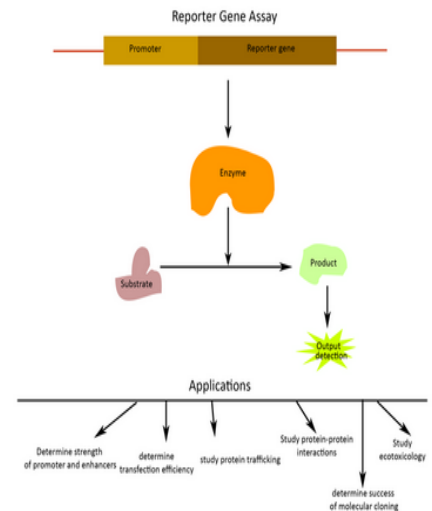 Reporter Gene Assay
Promoter
Reporter gene
Enzyme
Substrate
Product
Output
detection
Applications
Determine strength
of promoter and enhancers
determine
transfection efficiency
study protein trafficking
Study protein-protein
interactions
determine success
of molecular cloning
Study
ecotoxicology